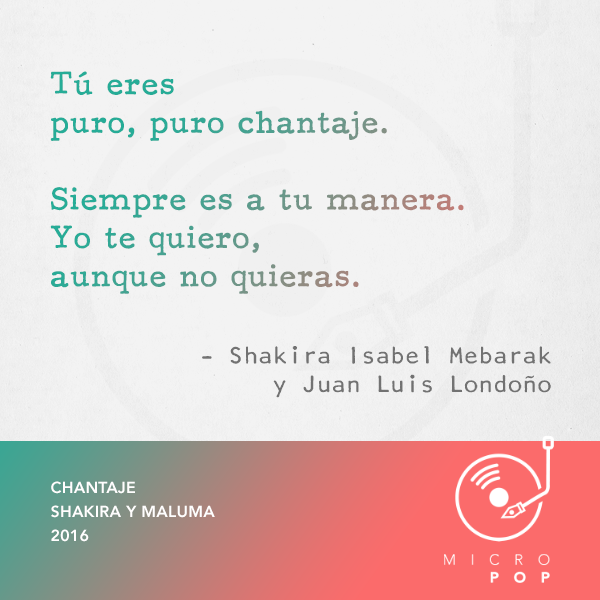 Tú eres
puro, puro chantaje.
Siempre es a tu manera.
Yo te quiero,
aunque no quieras.
- Shakira Isabel Mebarak
y Juan Luis Londoño
CHANTAJE
SHAKIRA Y MALUMA
2016
MICRO
POP